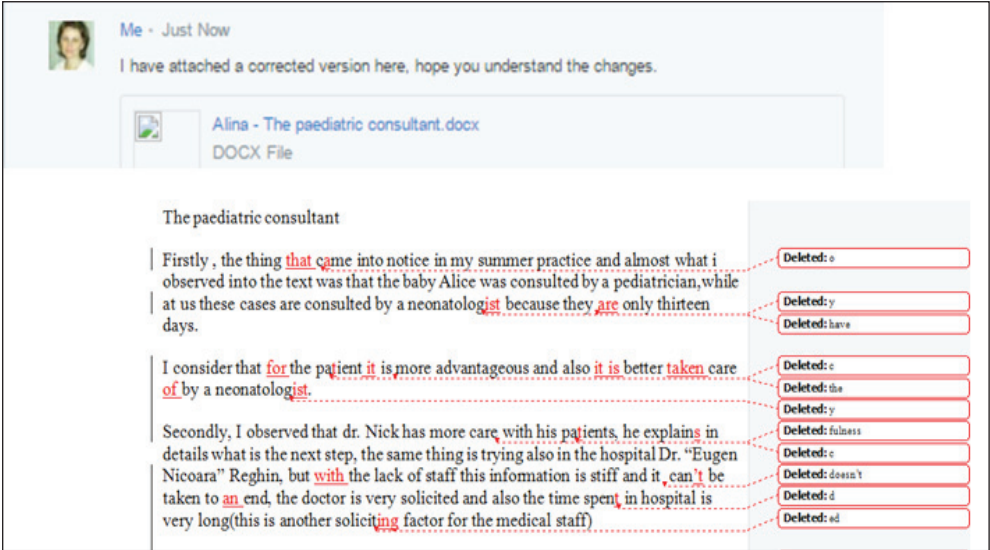 Me - Just Now
I have attached a corrected version here, hope you understand the changes.
Alina - The paediatric consultant.docx
DOCX File
The paediatric consultant
Firstly , the thing that came into notice in my summer practice and almost what i
Deleted: o
observed into the text was that the baby Alice was consulted by a pediatrician,while
at us these cases are consulted by a neonatologist because they are only thirteen
Deleted: y
days.
Deleted: have
I consider that for the patient it is more advantageous and also it is better taken care
Deleted: c
of by a neonatologist.
Deleted: the
Deleted: y
Secondly, I observed that dr. Nick has more care with his patients, he explains in
Deleted: fulness
details what is the next step, the same thing is trying also in the hospital Dr. “Eugen
Deleted: c
Nicoara” Reghin, but with the lack of staff this information is stiff and it can't be
Deleted: doesn't
taken to an end, the doctor is very solicited and also the time spent in hospital is
Deleted: d
very long(this is another soliciting factor for the medical staff)
Deleted: ed